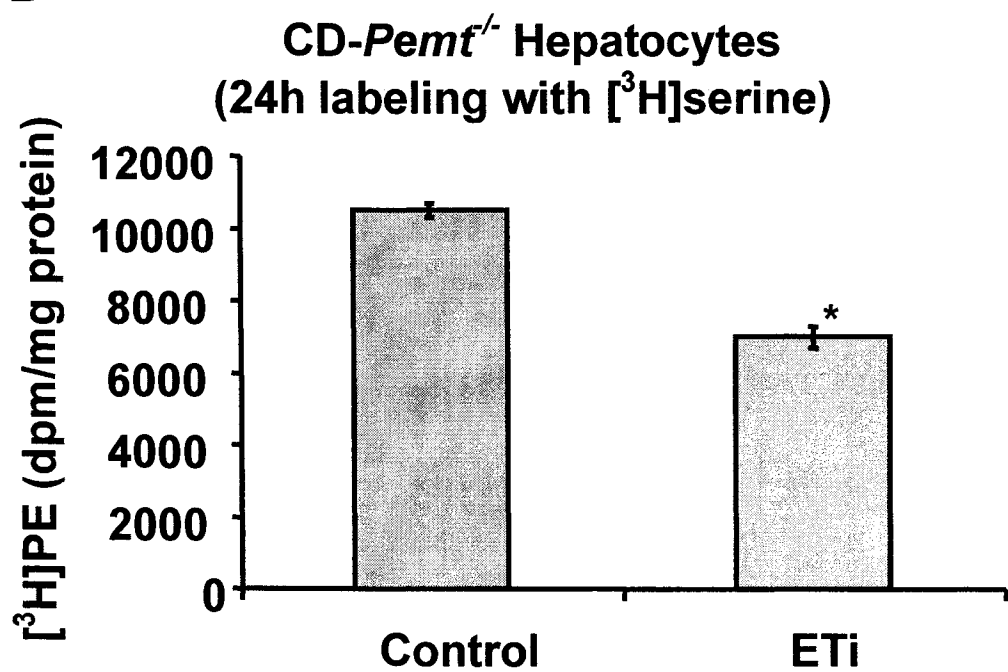 CD-Pemt-/- Hepatocytes
(24h labeling with [3H]serine)
[3H]PE (dpm/mg protein)
12000
10000
8000
6000
4000
2000
0
*
Control
ETi